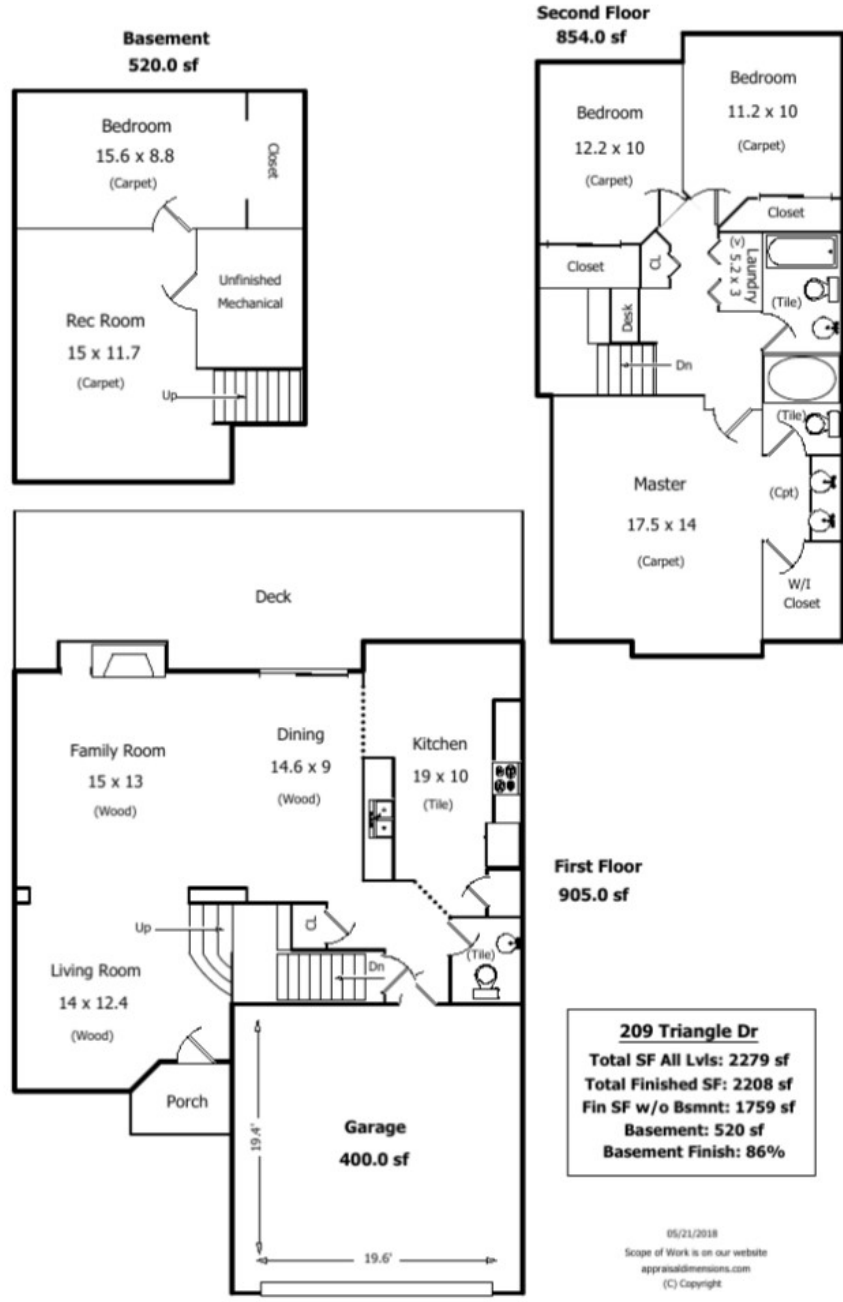 Basement
520.0 sf
Bedroom
15.6 x 8.8
(Carpet)
Closet
Unfinished
Mechanical
Rec Room
15 x 11.7
(Carpet)
Up
Second Floor
854.0 sf
Bedroom
12.2 x 10
(Carpet)
Bedroom
11.2 x 10
(Carpet)
Closet
Closet
CL
Laundry
5.2 x 3
(v)
(Tile)
Desk
Dn
(Tile)
Master
17.5 x 14
(Carpet)
(Cpt)
W/I
Closet
Deck
Family Room
15 x 13
(Wood)
Dining
14.6 x 9
(Wood)
Kitchen
19 x 10
(Tile)
First Floor
905.0 sf
CL
Up
Dn
(Tile)
Living Room
14 x 12.4
(Wood)
Porch
Garage
400.0 sf
19.4'
19.6'
209 Triangle Dr
Total SF All Lvls: 2279 sf
Total Finished SF: 2208 sf
Fin SF w/o Bsmnt: 1759 sf
Basement: 520 sf
Basement Finish: 86%
05/21/2018
Scope of Work is on our website
appraisaldimensions.com
(C) Copyright